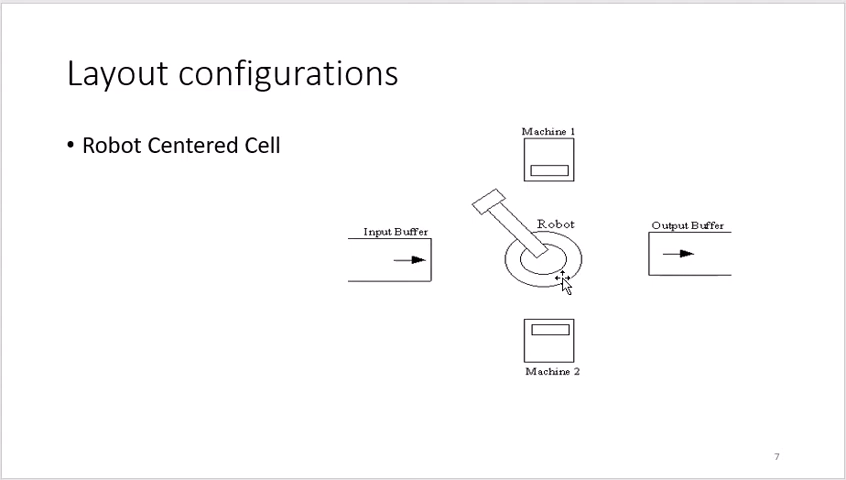 Layout configurations
• Robot Centered Cell
Machine 1
Robot
Input Buffer
Output Buffer
Machine 2
7